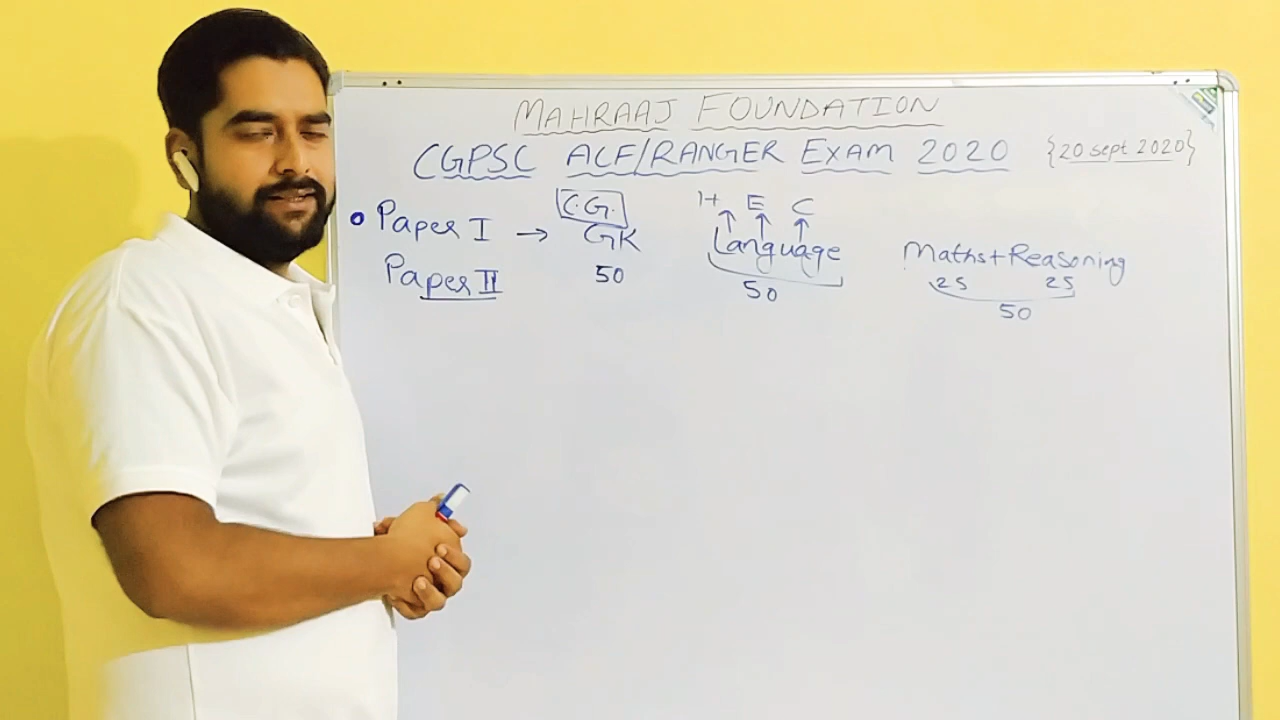 MAHRAAJ FOUNDATION
CGPSC ACF/RANGER EXAM 2020 {20 sept 2020}
C.G. H E C
• Paper I → GK Language Maths+Reasoning
Paper II 50 50 25 25
50